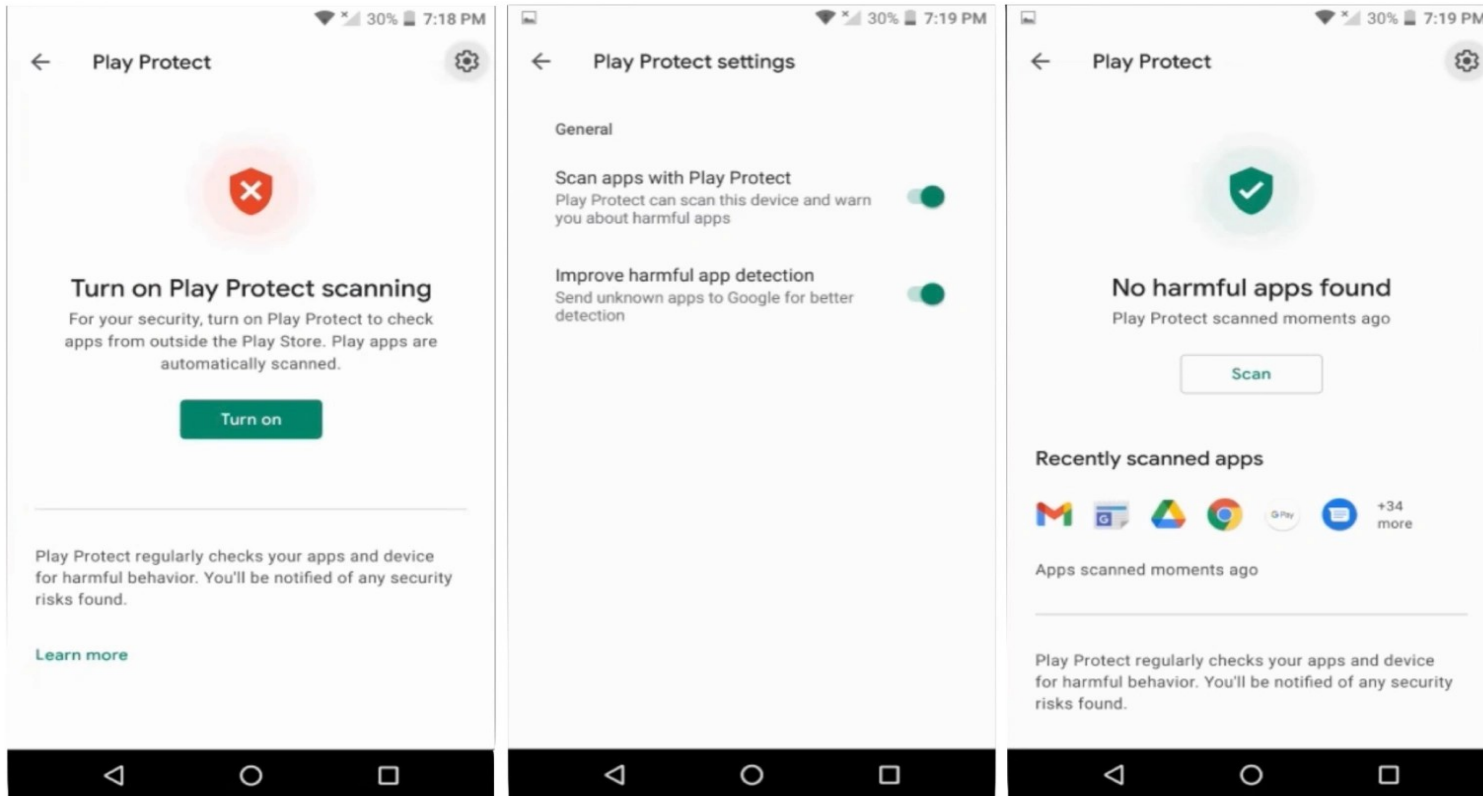 30% 7:18 PM
Play Protect
Turn on Play Protect scanning
For your security, turn on Play Protect to check
apps from outside the Play Store. Play apps are
automatically scanned.
Turn on
Play Protect regularly checks your apps and device
for harmful behavior. You'll be notified of any security
risks found.
Learn more
30% 7:19 PM
Play Protect settings
General
Scan apps with Play Protect
Play Protect can scan this device and warn
you about harmful apps
Improve harmful app detection
Send unknown apps to Google for better
detection
30% 7:19 PM
Play Protect
No harmful apps found
Play Protect scanned moments ago
Scan
Recently scanned apps
G Pay
+34
more
Apps scanned moments ago
Play Protect regularly checks your apps and device
for harmful behavior. You'll be notified of any security
risks found.